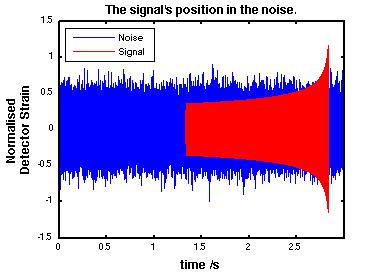 The signal's position in the noise.
Noise
Signal
Normalised
Detector Strain
1.5
1
0.5
0
-0.5
-1
-1.5
0
0.5
1
1.5
2
2.5
time /s